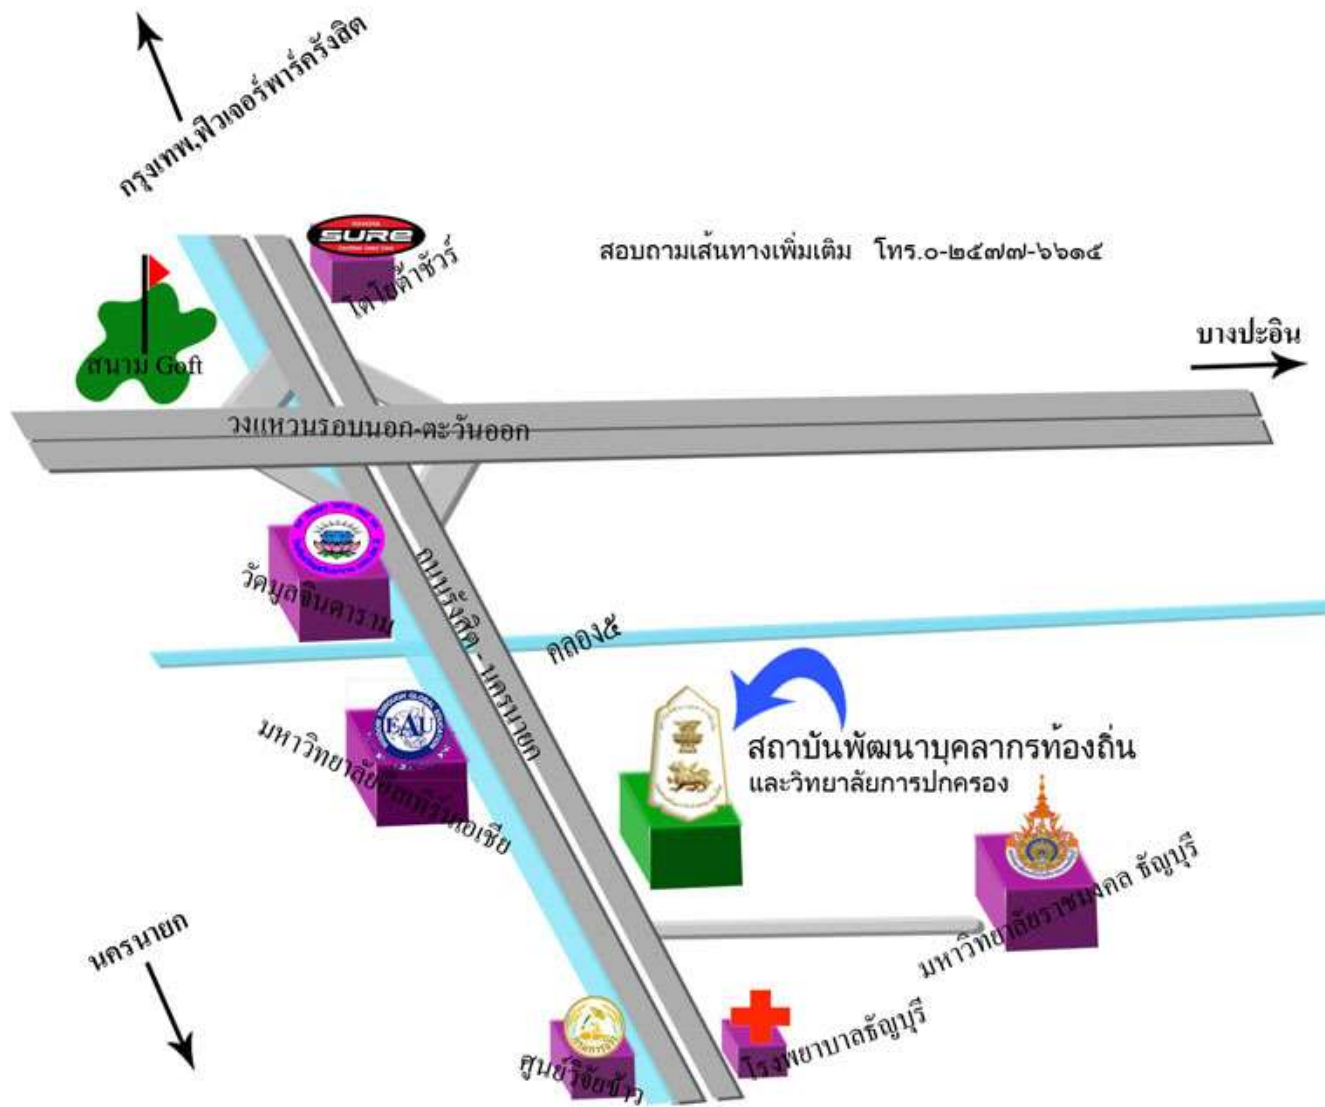 กรุงเทพ,ฟิวเจอร์พาร์ครังสิต
SURE
โตโยต้าชัวร์
สอบถามเส้นทางเพิ่มเติม โทร.๐-๒๕๗๗-๖๖๑๕
บางปะอิน
สนาม Goft
วงแหวนรอบนอก-ตะวันออก
วัดมูลจินดาราม
ถนนรังสิต - นครนายก
คลอง๕
EAU
มหาวิทยาลัยอีสเทิร์นเอเชีย
สถาบันพัฒนาบุคลากรท้องถิ่น
และวิทยาลัยการปกครอง
มหาวิทยาลัยราชมงคล ธัญบุรี
นครนายก
ศูนย์วิจัยข้าว
โรงพยาบาลธัญบุรี